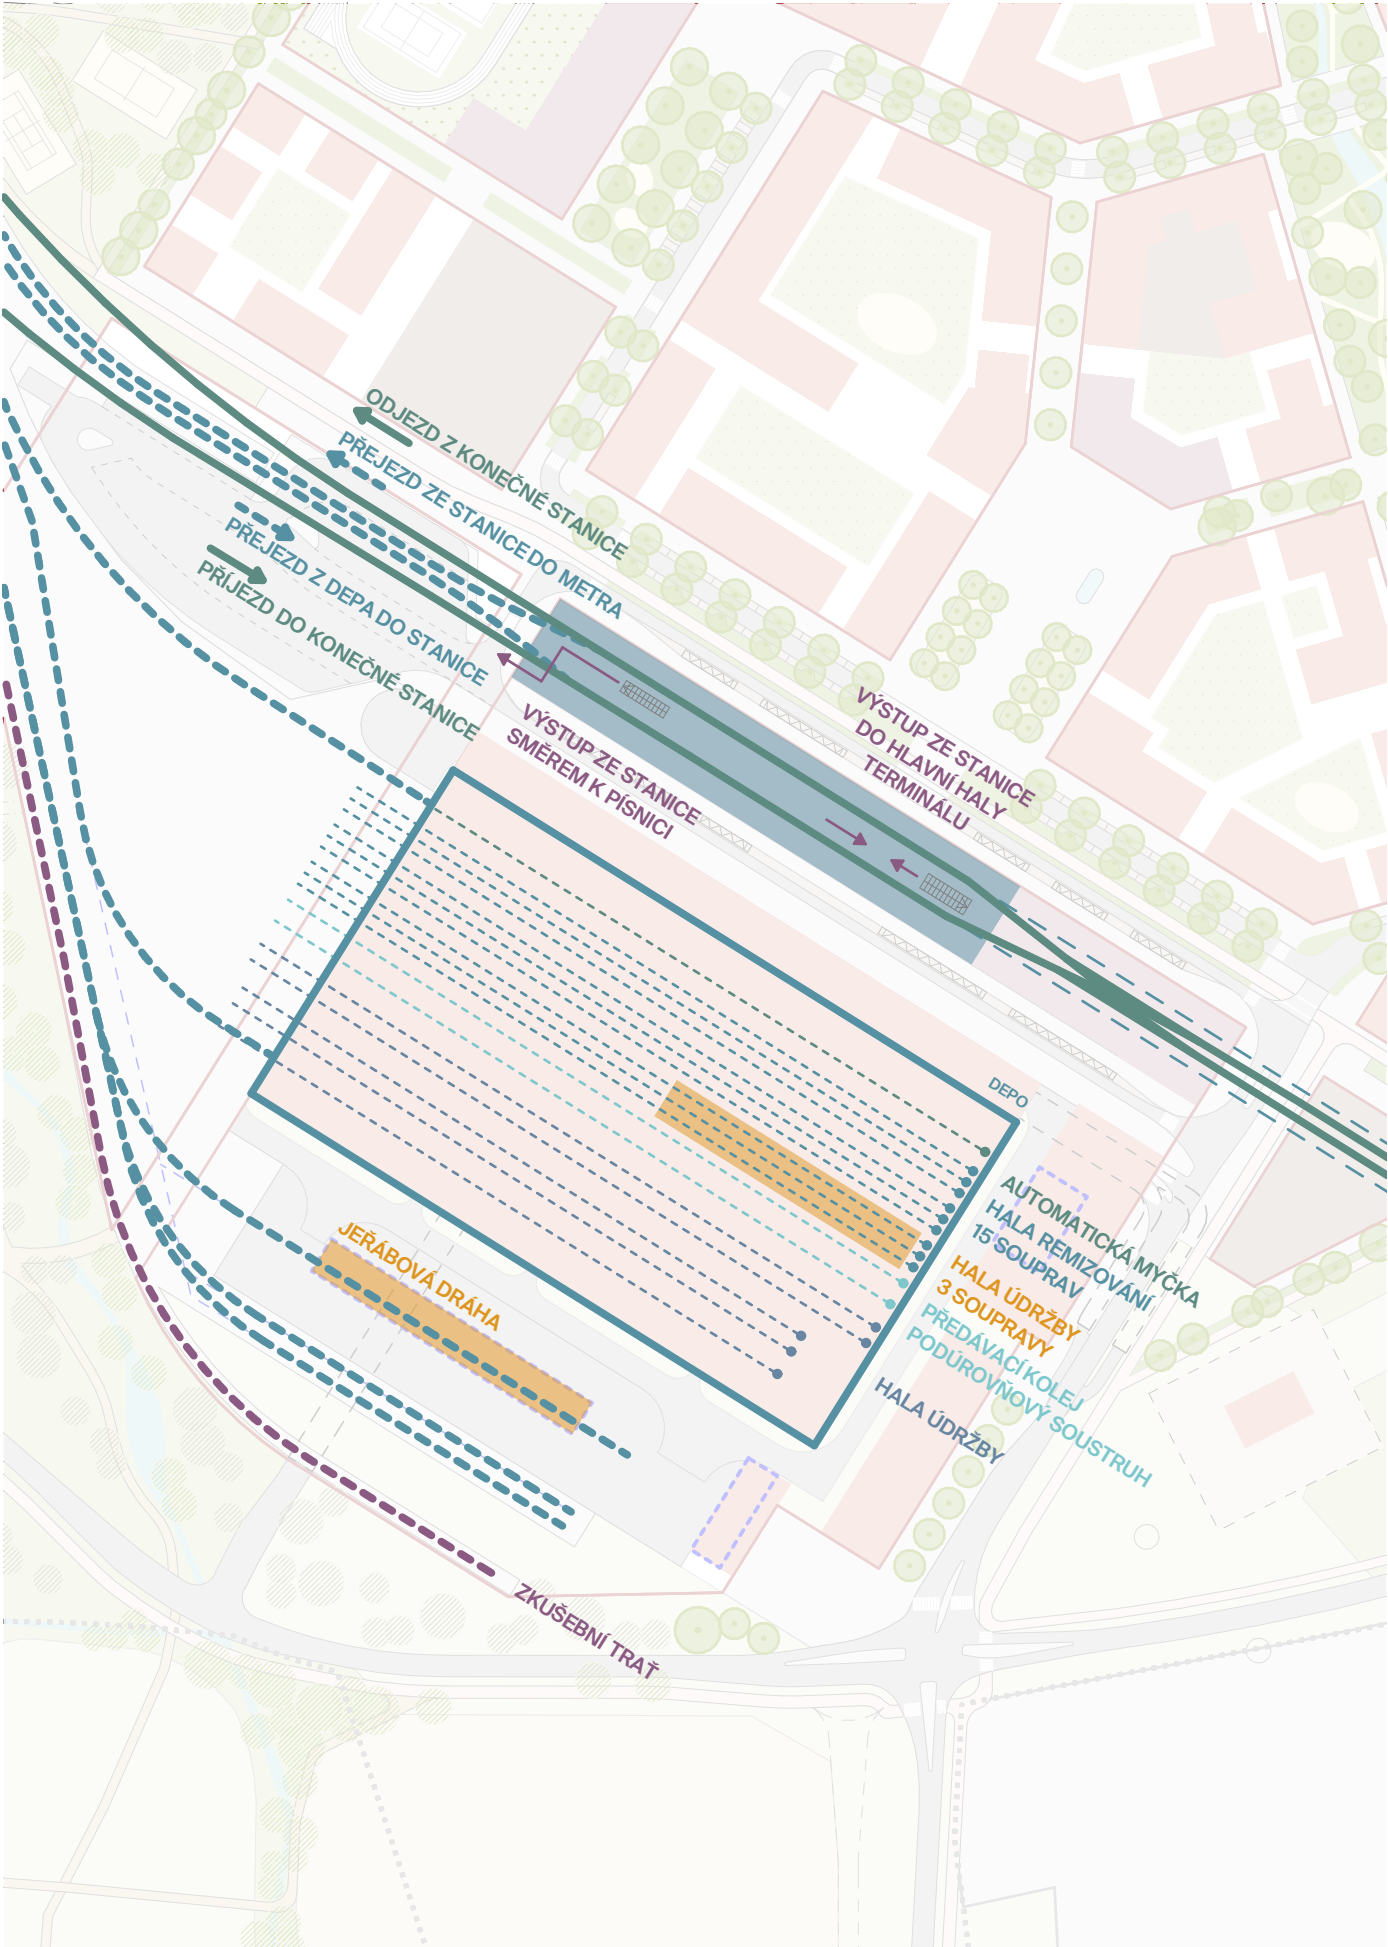 ODJEZD Z KONEČNÉ STANICE
PŘEJEZD ZE STANICE DO METRA
PŘEJEZD Z DEPA DO STANICE
PŘÍJEZD DO KONEČNÉ STANICE
VÝSTUP ZE STANICE
SMĚREM K PÍSNICI
VÝSTUP ZE STANICE
DO HLAVNÍ HALY
TERMINÁLU
DEPO
AUTOMATICKÁ MYČKA
HALA REMIZOVÁNÍ
15 SOUPRAV
HALA ÚDRŽBY
3 SOUPRAVY
PŘEDÁVACÍ KOLEJ
PODÚROVŇOVÝ SOUSTRUH
HALA ÚDRŽBY
JEŘÁBOVÁ DRÁHA
ZKUŠEBNÍ TRAŤ